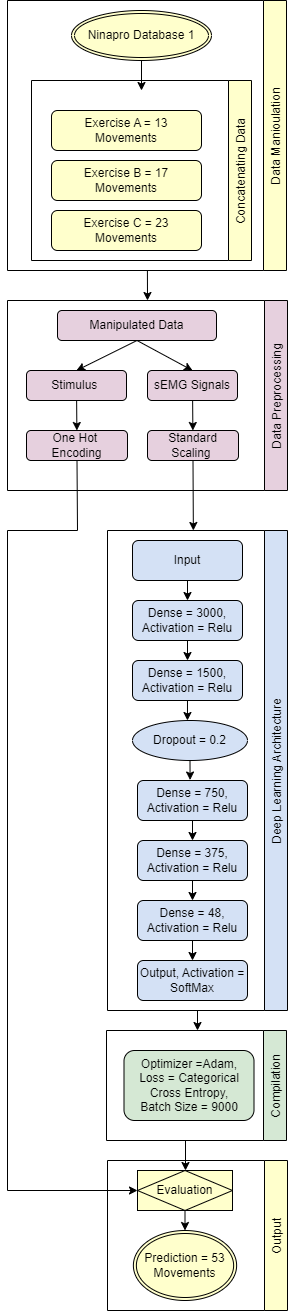 Ninapro Database 1
Exercise A = 13
Movements
Exercise B = 17
Movements
Exercise C = 23
Movements
Concatenating Data
Data Manioulation
Manipulated Data
Stimulus
sEMG Signals
One Hot
Encoding
Standard
Scaling
Data Preprocessing
Input
Dense = 3000,
Activation = Relu
Dense = 1500,
Activation = Relu
Dropout = 0.2
Dense = 750,
Activation = Relu
Dense = 375,
Activation = Relu
Dense = 48,
Activation = Relu
Output, Activation =
SoftMax
Deep Learning Architecture
Optimizer =Adam,
Loss = Categorical
Cross Entropy,
Batch Size = 9000
Compilation
Evaluation
Prediction = 53
Movements
Output